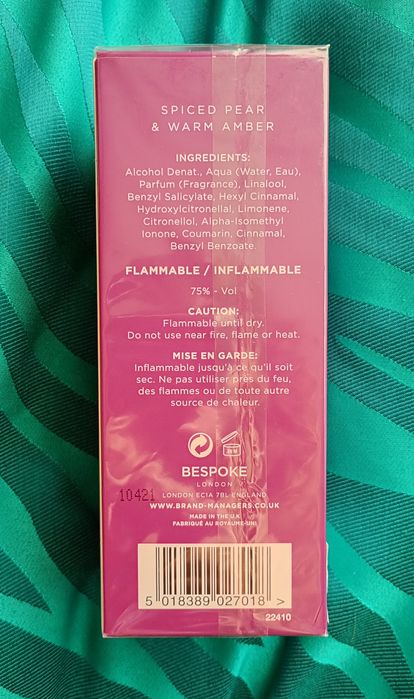 SPICED PEAR
& WARM AMBER
INGREDIENTS:
Alcohol Denat., Aqua (Water, Eau),
Parfum (Fragrance), Linalool,
Benzyl Salicylate, Hexyl Cinnamal,
Hydroxylcitronellal, Limonene,
Citronellol, Alpha-Isomethyl
Ionone, Coumarin, Cinnamal,
Benzyl Benzoate.
FLAMMABLE / INFLAMMABLE
75% - Vol
CAUTION:
Flammable until dry.
Do not use near fire, flame or heat.
MISE EN GARDE:
Inflammable jusqu'à ce qu'il soit
sec. Ne pas utiliser près du feu,
des flammes ou de toute autre
source de chaleur.
BESPOKE
LONDON
10421
LONDON EC1A 7BL ENGLAND
WWW.BRAND-MANAGERS.CO.UK
MADE IN THE U.K
FABRIQUÉ AU ROYAUME-UNI
5 018389 027018 >
22410